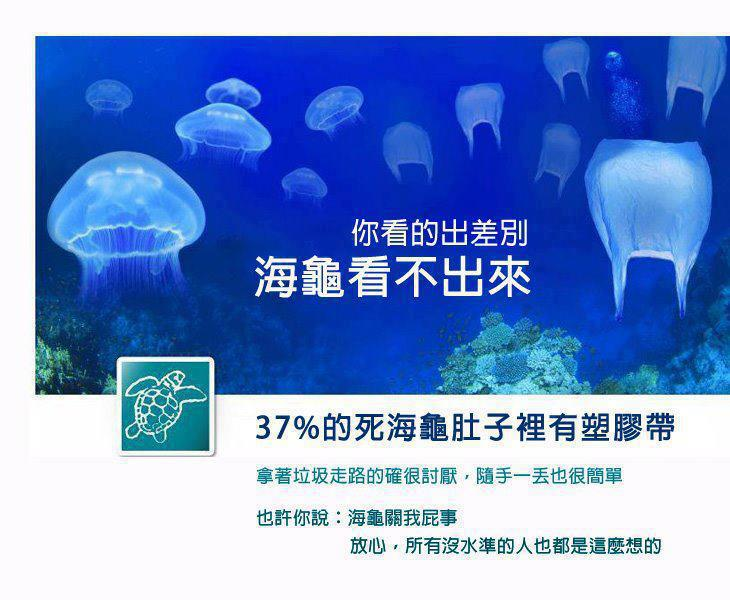 你看的出差別
海龜看不出來
37%的死海龜肚子裡有塑膠帶
拿著垃圾走路的確很討厭，隨手一丟也很簡單
也許你說：海龜關我屁事
放心，所有沒水準的人也都是這麼想的